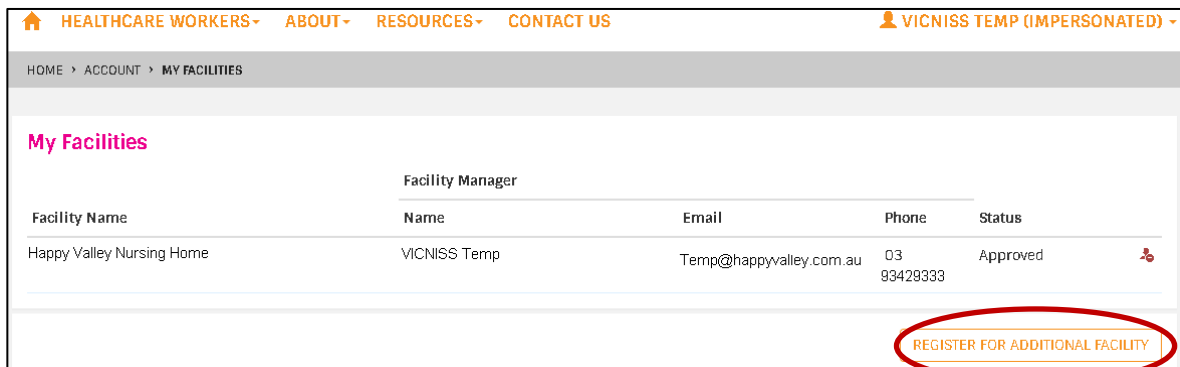 HEALTHCARE WORKERS ABOUT RESOURCES CONTACT US VICNISS TEMP (IMPERSONATED)
HOME > ACCOUNT > MY FACILITIES
My Facilities
Facility Manager
Facility Name Name Email Phone Status
Happy Valley Nursing Home VICNISS Temp Temp@happyvalley.com.au 03 Approved
93429333
REGISTER FOR ADDITIONAL FACILITY